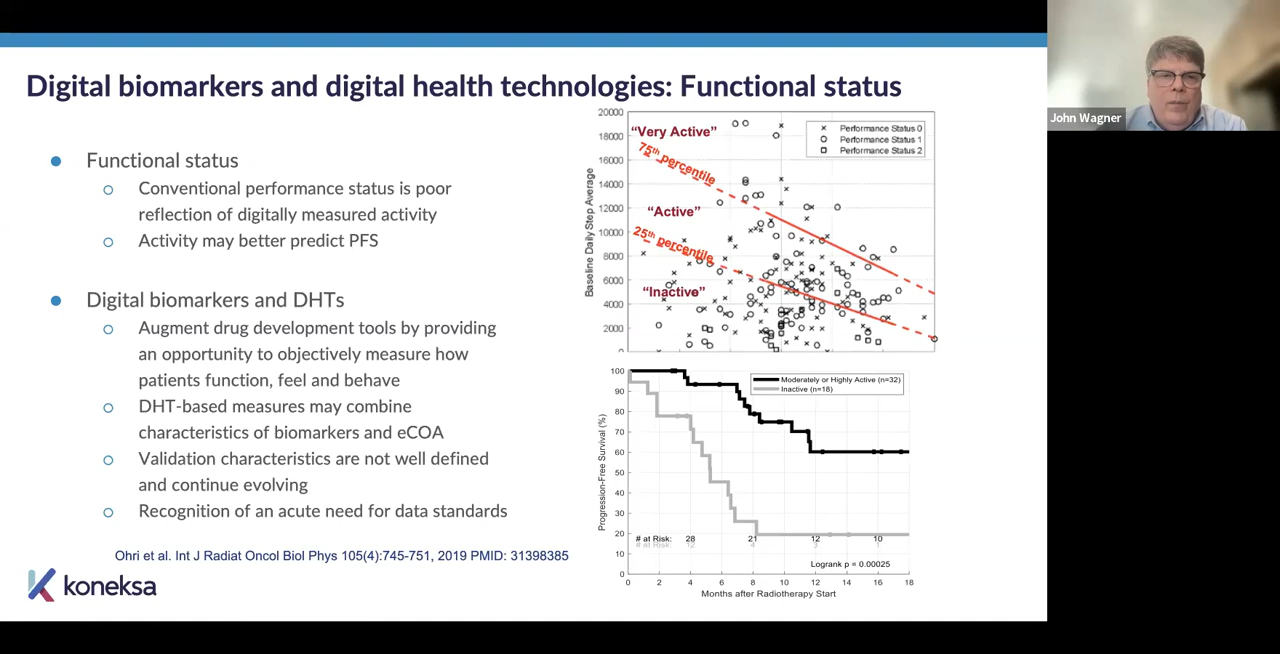 Digital biomarkers and digital health technologies: Functional status
John Wagner
Functional status
Conventional performance status is poor
reflection of digitally measured activity
Activity may better predict PFS
Digital biomarkers and DHTs
Augment drug development tools by providing
an opportunity to objectively measure how
patients function, feel and behave
DHT-based measures may combine
characteristics of biomarkers and eCOA
Validation characteristics are not well defined
and continue evolving
Recognition of an acute need for data standards
Ohri et al. Int J Radiat Oncol Biol Phys 105(4):745-751, 2019 PMID: 31398385
koneksa
Baseline Daily Step Average
20000
18000
16000
14000
12000
10000
8000
6000
4000
2000
"Very Active"
75th percentile
"Active"
25th percentile
"Inactive"
Performance Status 0
Performance Status 1
Performance Status 2
Progression-Free Survival (%)
100
90
80
70
60
50
40
30
20
10
0
Moderately or Highly Active (n=32)
Inactive (n=18)
# at Risk: 28 21 12 10
# at Risk: 12 4 3 1
Logrank p = 0.00025
0 2 4 6 8 10 12 14 16 18
Months after Radiotherapy Start